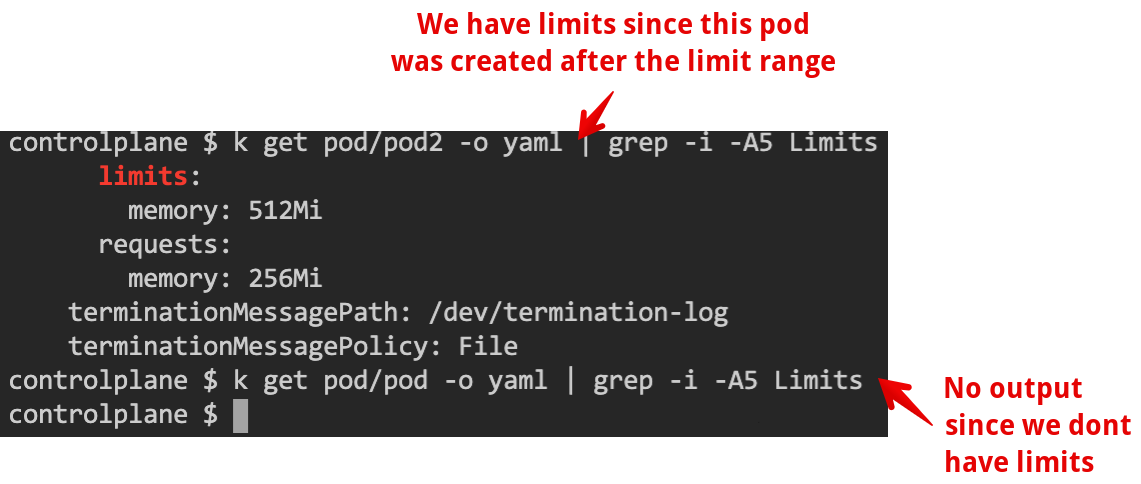 We have limits since this pod
was created after the limit range
controlplane $ k get pod/pod2 -o yaml | grep -i -A5 Limits
limits:
memory: 512Mi
requests:
memory: 256Mi
terminationMessagePath: /dev/termination-log
terminationMessagePolicy: File
controlplane $ k get pod/pod -o yaml | grep -i -A5 Limits
controlplane $
No output
since we dont
have limits